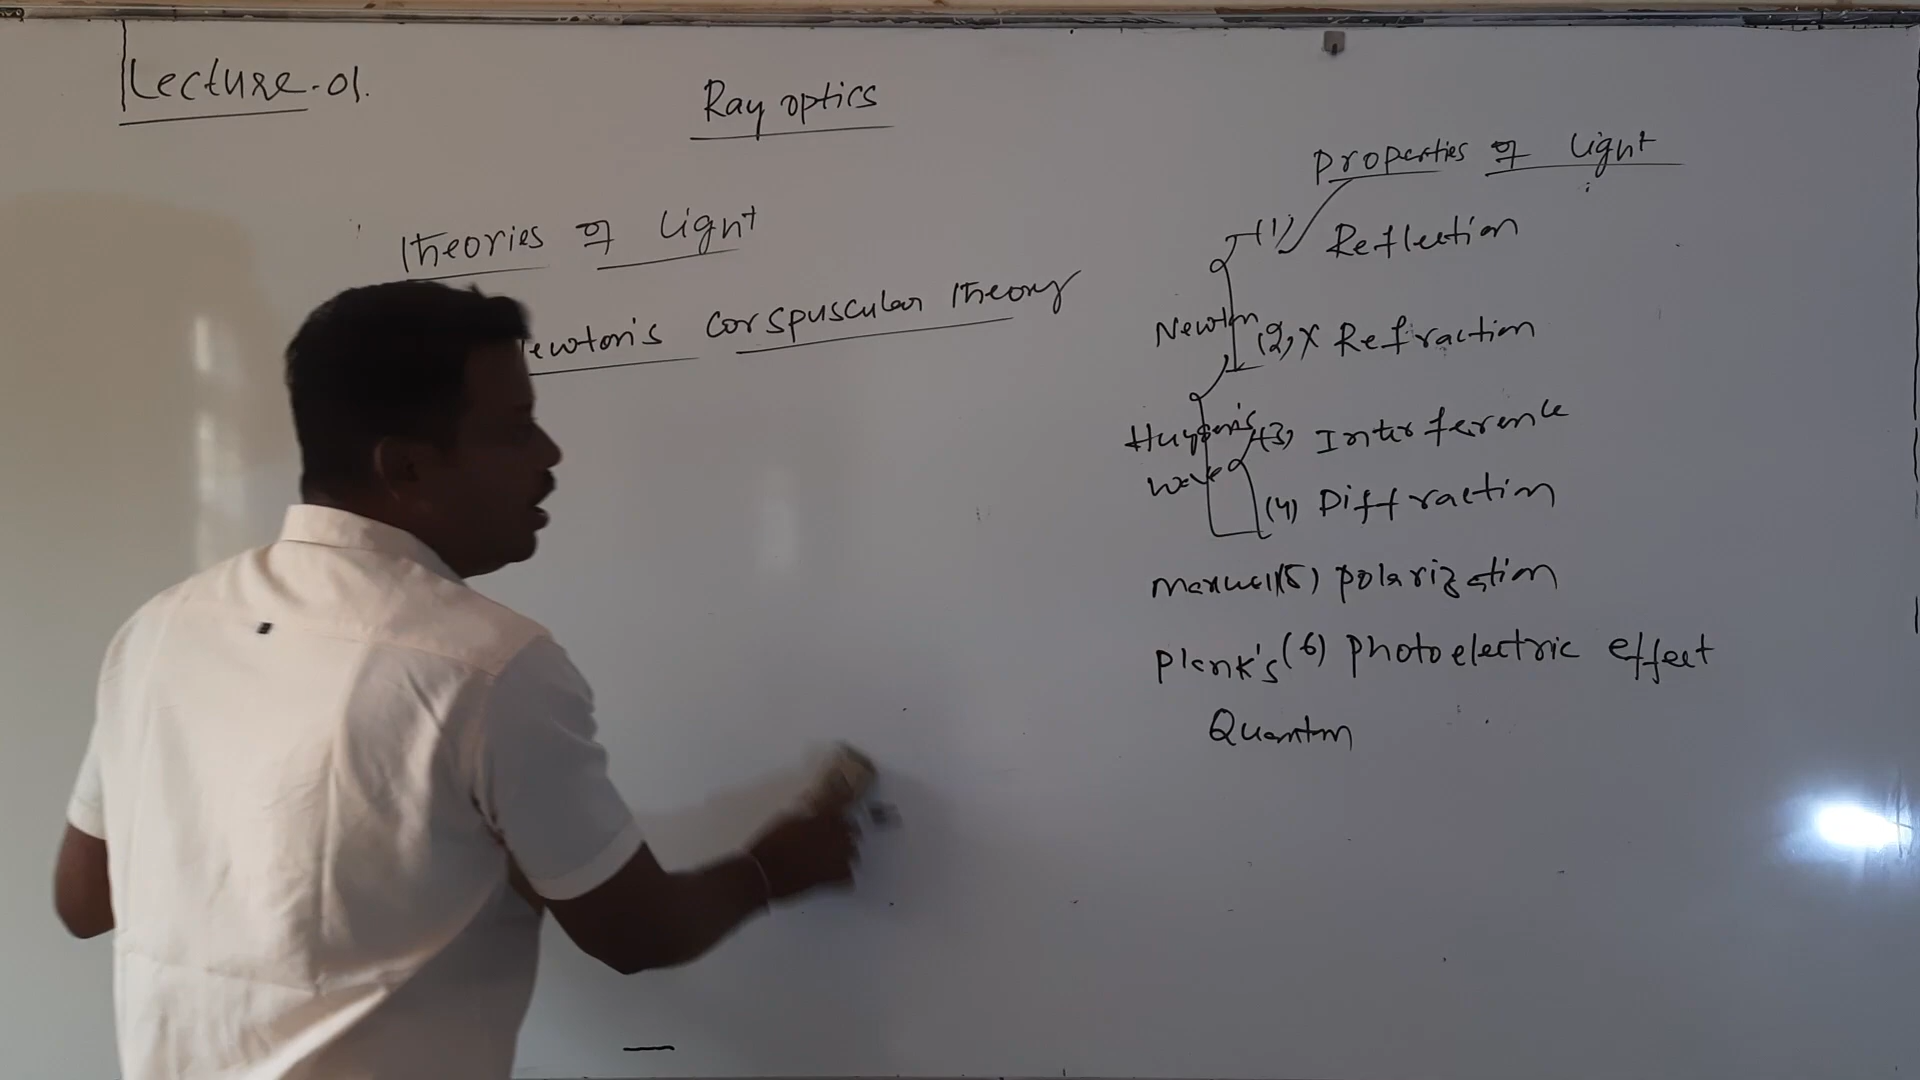 Lecture-01.
Ray optics
Theories of Light
ewton's Corspuscular Theory
Properties of Light
(1) Reflection
Newton (2) x Refraction
Huygen's (3) Interference
wave
(4) Diffraction
Maxwell (5) Polarization
Plank's (6) Photoelectric effect
Quantm